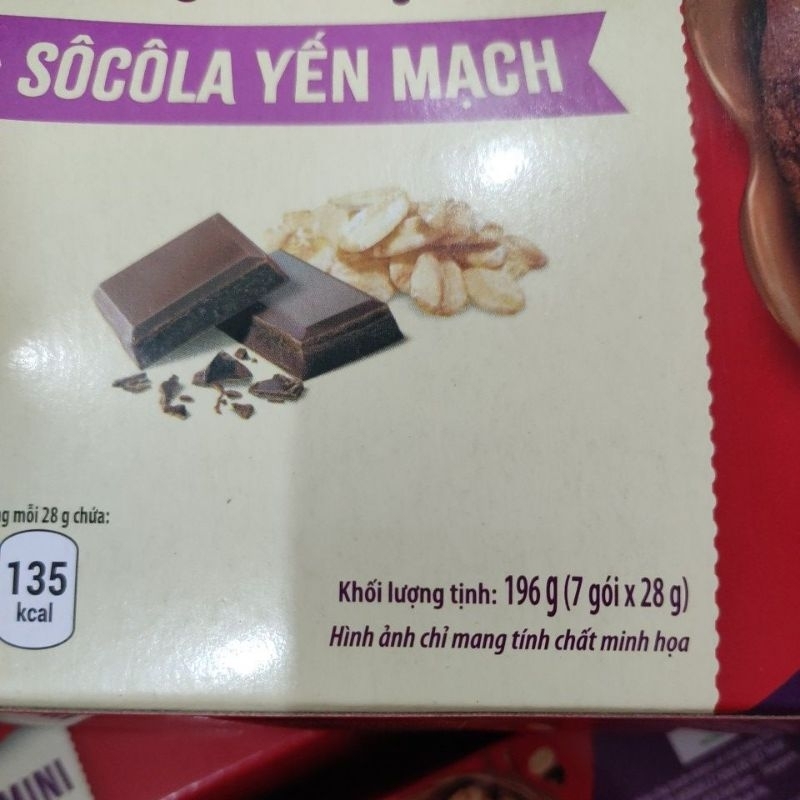 SÔCÔLA YẾN MẠCH
mỗi 28 g chứa:
135
kcal
Khối lượng tịnh: 196 g (7 gói x 28 g)
Hình ảnh chỉ mang tính chất minh họa
MINI